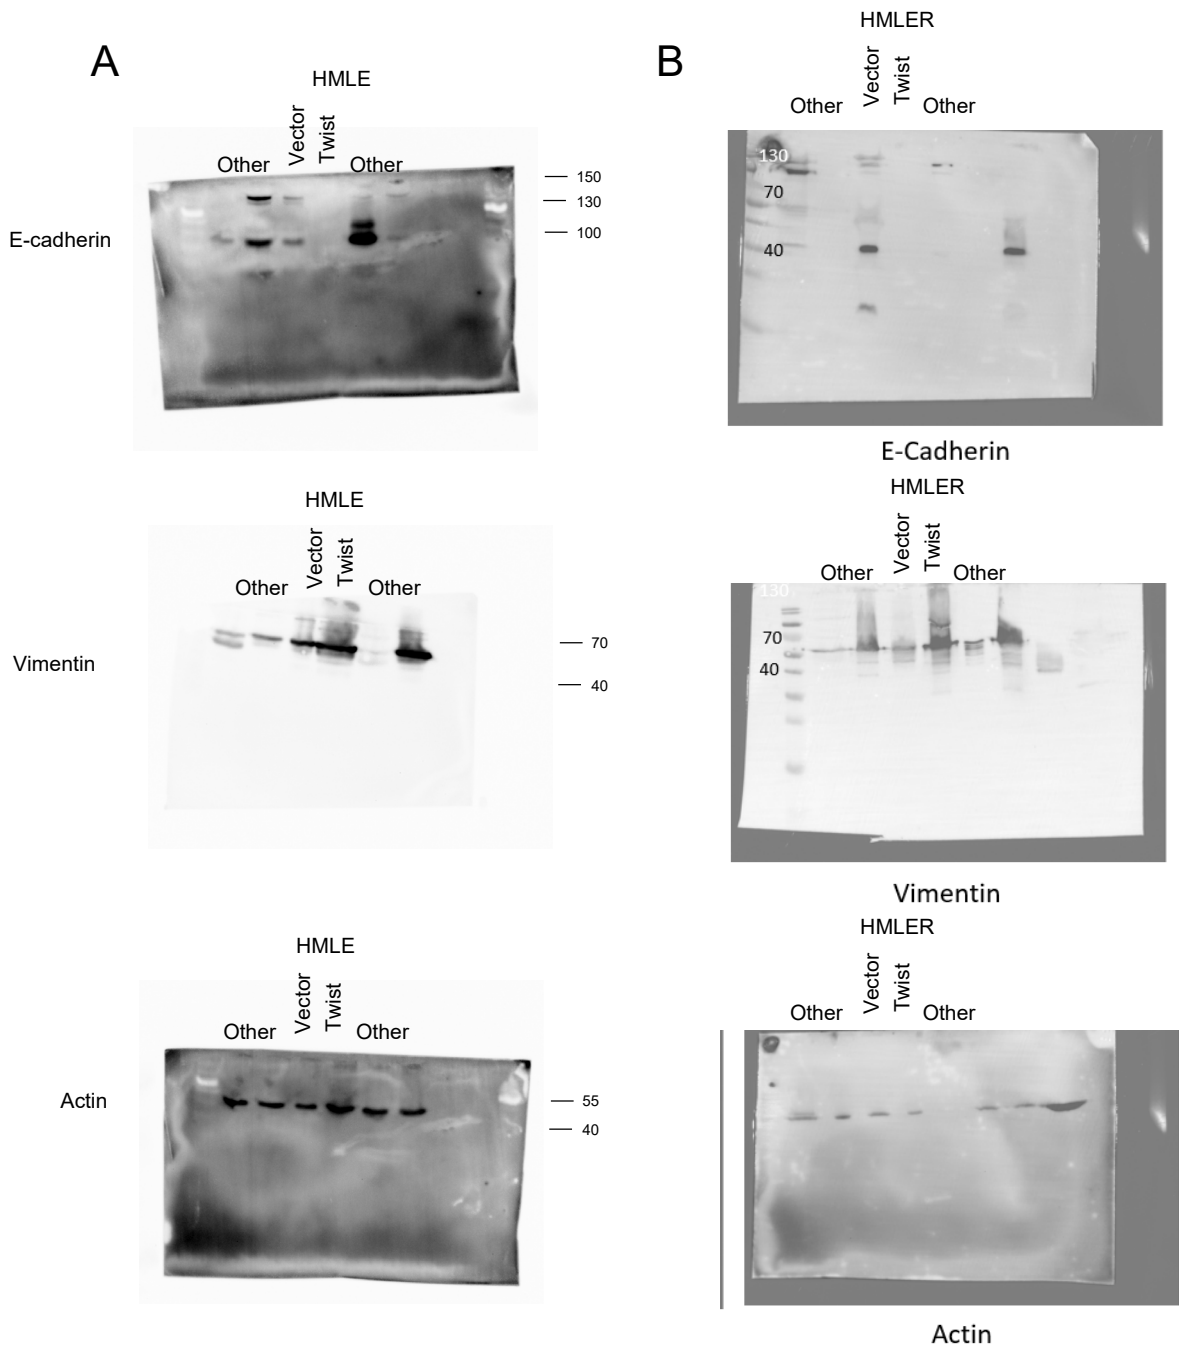 A
HMLE
Other
Vector
Twist
Other
150
130
100
E-cadherin
HMLE
Other
Vector
Twist
Other
70
40
Vimentin
HMLE
Other
Vector
Twist
Other
55
40
Actin
B
HMLER
Other
Vector
Twist
Other
130
70
40
E-Cadherin
HMLER
Other
Vector
Twist
Other
130
70
40
Vimentin
HMLER
Other
Vector
Twist
Other
Actin